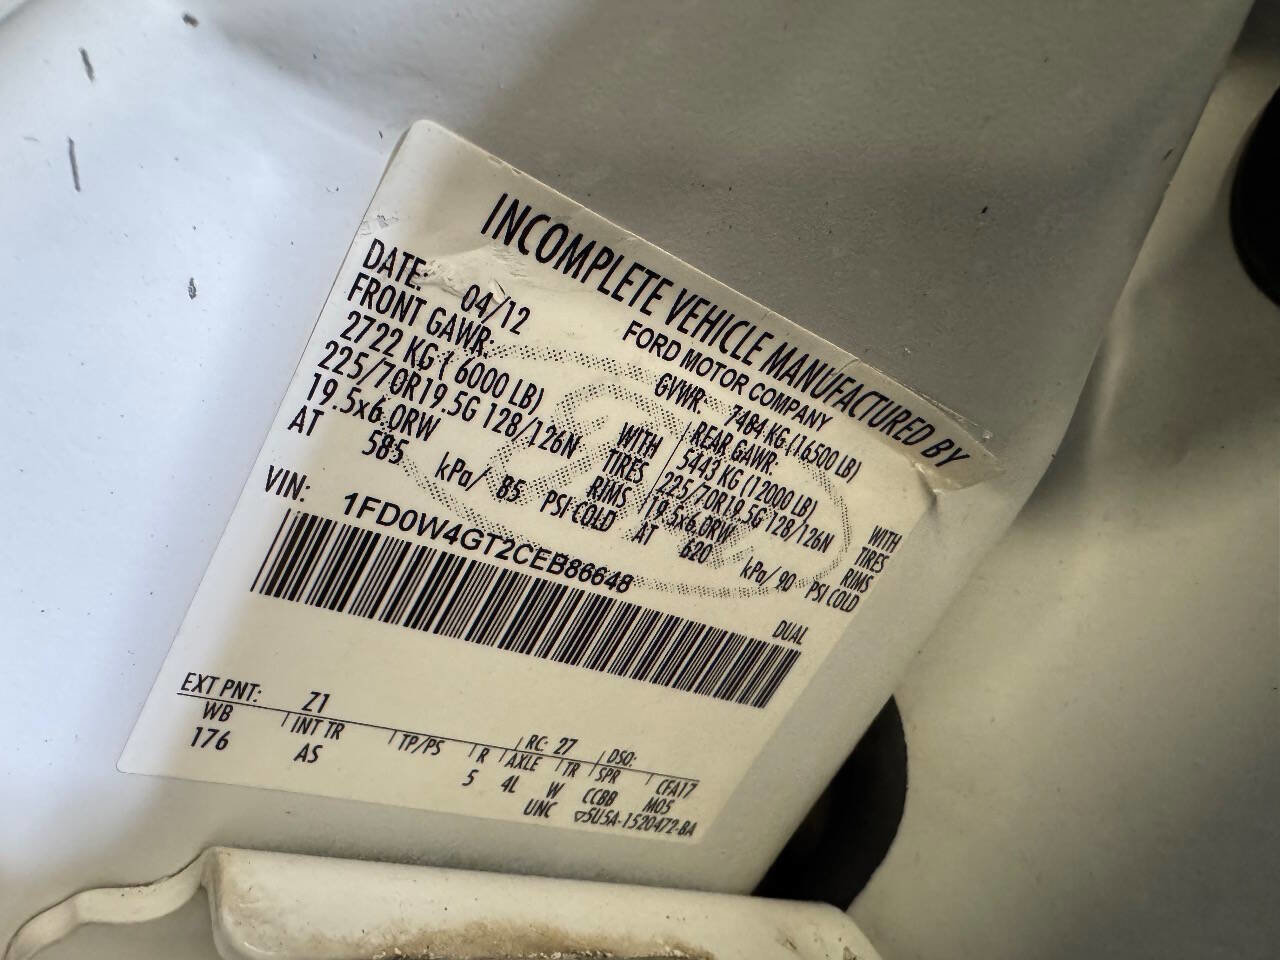 INCOMPLETE VEHICLE MANUFACTURED BY
FORD MOTOR COMPANY
DATE: 04/12 GVWR: 7484 KG (16500 LB)
FRONT GAWR: REAR GAWR:
2722 KG ( 6000 LB) WITH 5443 KG (12000 LB) WITH
225/70R19.5G 128/126N TIRES 225/70R19.5G 128/126N TIRES
19.5x6.0RW RIMS 19.5x6.0RW RIMS
AT 585 kPa/ 85 PSI COLD AT 620 kPa/ 90 PSI COLD
VIN: 1FD0W4GT2CEB86648 DUAL
EXT PNT: Z1 RC: 27 DSO:
WB INT TR TP/PS R AXLE TR SPR CFA17
176 AS 5 4L W CCBB M05
UNC ▽5U5A-1520472-BA